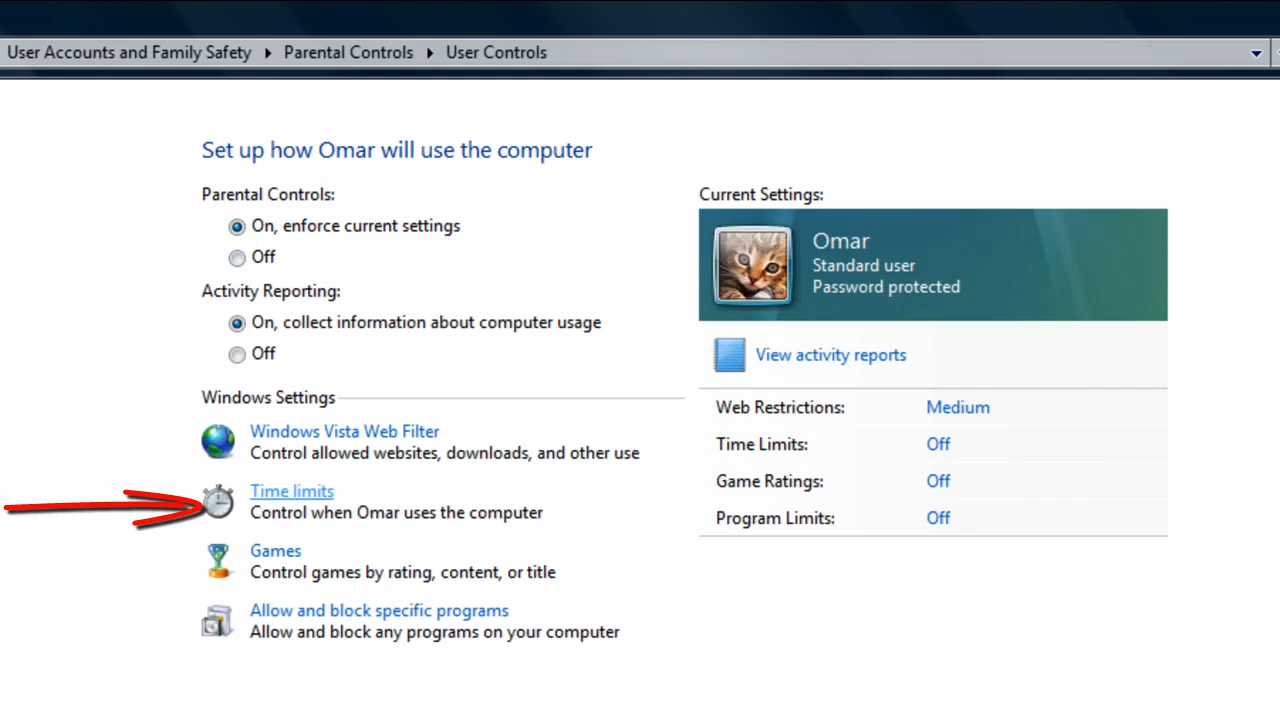 User Accounts and Family Safety ▸ Parental Controls ▸ User Controls
Set up how Omar will use the computer
Parental Controls:
On, enforce current settings
Off
Activity Reporting:
On, collect information about computer usage
Off
Windows Settings
Windows Vista Web Filter
Control allowed websites, downloads, and other use
Time limits
Control when Omar uses the computer
Games
Control games by rating, content, or title
Allow and block specific programs
Allow and block any programs on your computer
Current Settings:
Omar
Standard user
Password protected
View activity reports
Web Restrictions: Medium
Time Limits: Off
Game Ratings: Off
Program Limits: Off